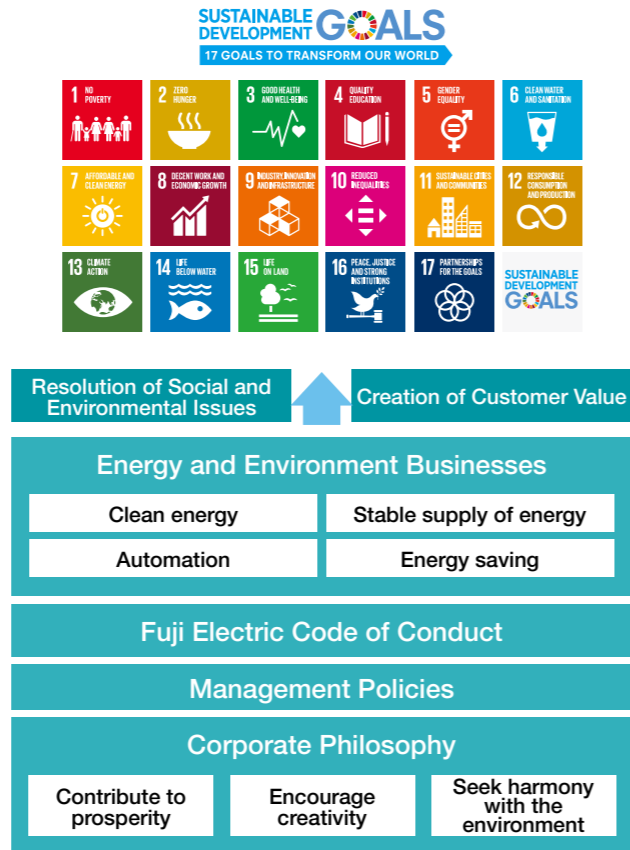 SUSTAINABLE
DEVELOPMENT
GOALS
17 GOALS TO TRANSFORM OUR WORLD
1 NO
POVERTY
2 ZERO
HUNGER
3 GOOD HEALTH
AND WELL-BEING
4 QUALITY
EDUCATION
5 GENDER
EQUALITY
6 CLEAN WATER
AND SANITATION
7 AFFORDABLE AND
CLEAN ENERGY
8 DECENT WORK AND
ECONOMIC GROWTH
9 INDUSTRY, INNOVATION
AND INFRASTRUCTURE
10 REDUCED
INEQUALITIES
11 SUSTAINABLE CITIES
AND COMMUNITIES
12 RESPONSIBLE
CONSUMPTION
AND PRODUCTION
13 CLIMATE
ACTION
14 LIFE
BELOW WATER
15 LIFE
ON LAND
16 PEACE, JUSTICE
AND STRONG
INSTITUTIONS
17 PARTNERSHIPS
FOR THE GOALS
SUSTAINABLE
DEVELOPMENT
GOALS
Resolution of Social and
Environmental Issues
Creation of Customer Value
Energy and Environment Businesses
Clean energy
Stable supply of energy
Automation
Energy saving
Fuji Electric Code of Conduct
Management Policies
Corporate Philosophy
Contribute to
prosperity
Encourage
creativity
Seek harmony
with the
environment